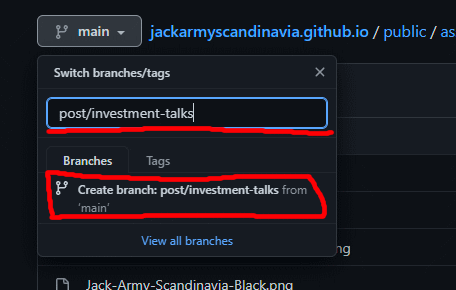 main
jackarmyscandinavia.github.io / public / as
Switch branches/tags
post/investment-talks
Branches
Tags
Create branch: post/investment-talks from
'main'
ng
View all branches
Jack-Army-Scandinavia-Black.png